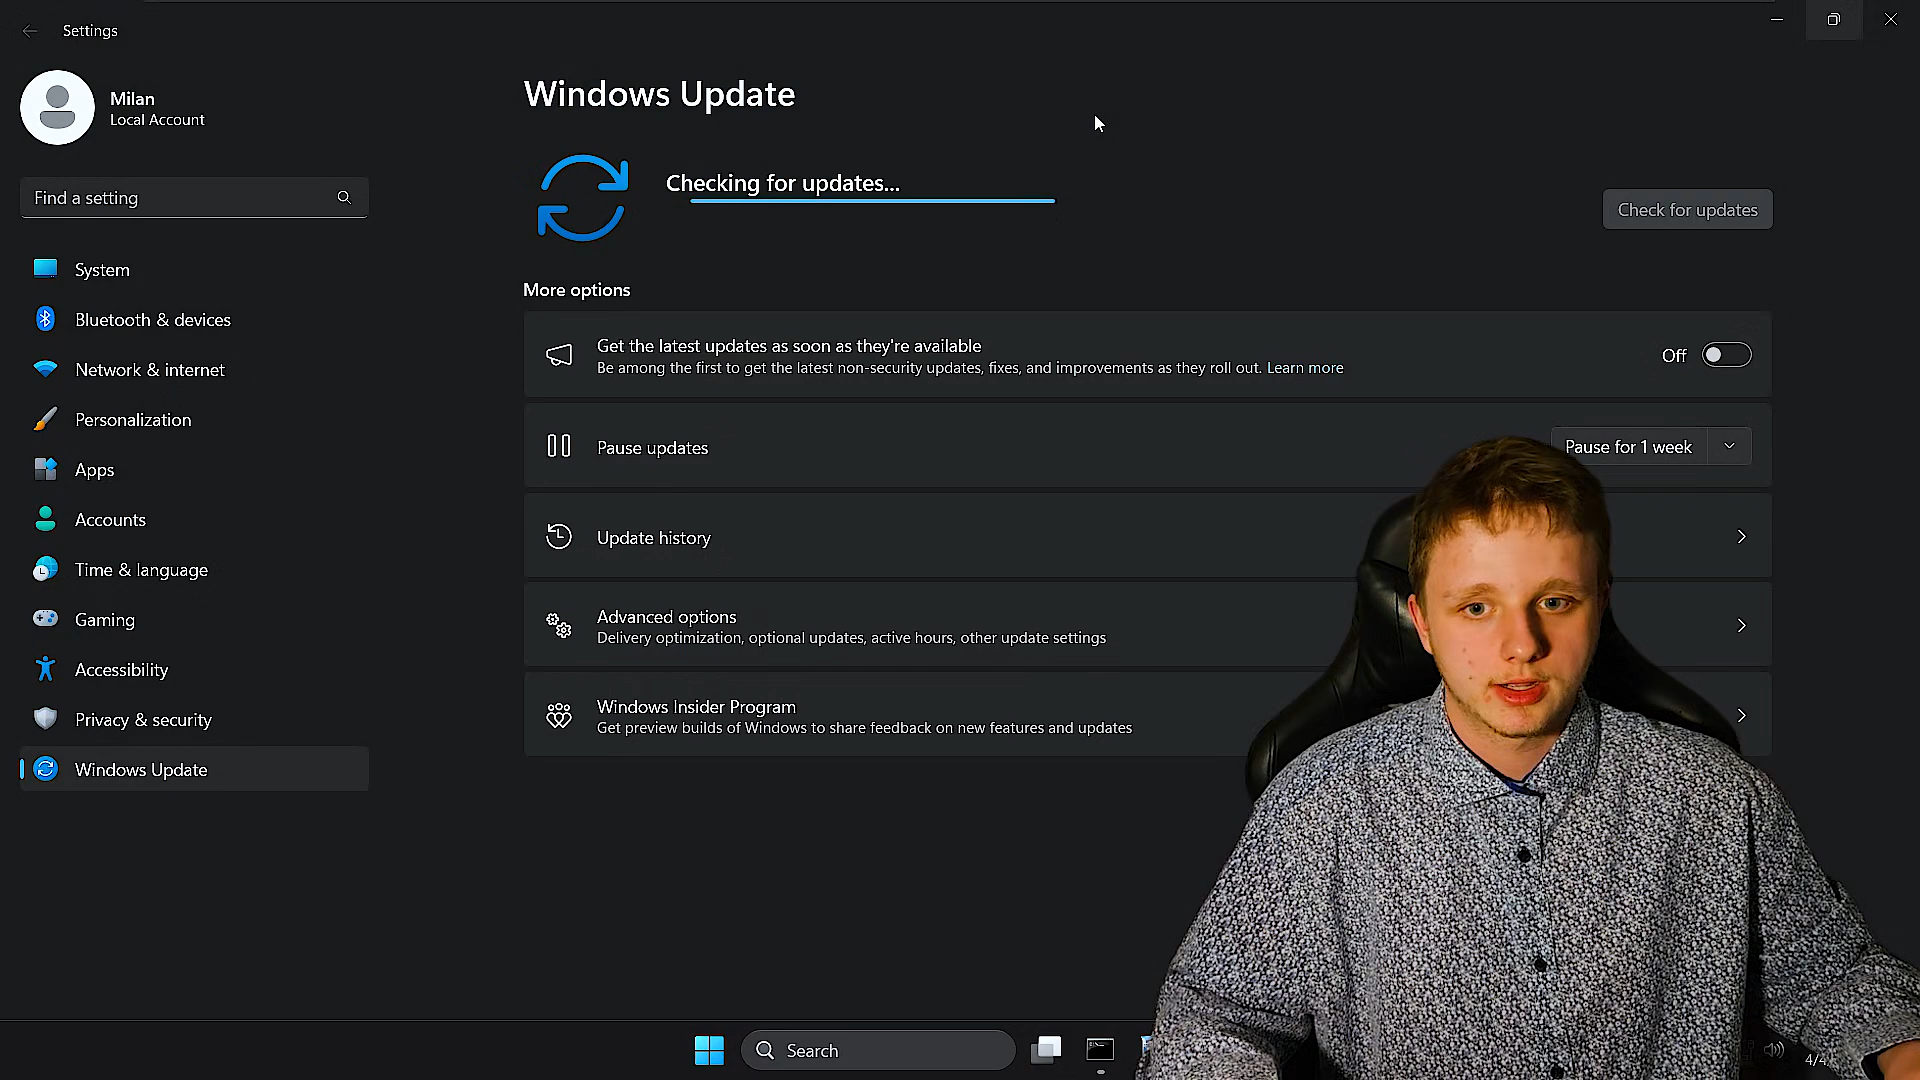 Settings
Milan
Local Account
Find a setting
System
Bluetooth & devices
Network & internet
Personalization
Apps
Accounts
Time & language
Gaming
Accessibility
Privacy & security
Windows Update
Windows Update
Checking for updates...
Check for updates
More options
Get the latest updates as soon as they're available
Be among the first to get the latest non-security updates, fixes, and improvements as they roll out. Learn more
Off
Pause updates
Pause for 1 week
Update history
Advanced options
Delivery optimization, optional updates, active hours, other update settings
Windows Insider Program
Get preview builds of Windows to share feedback on new features and updates
Search